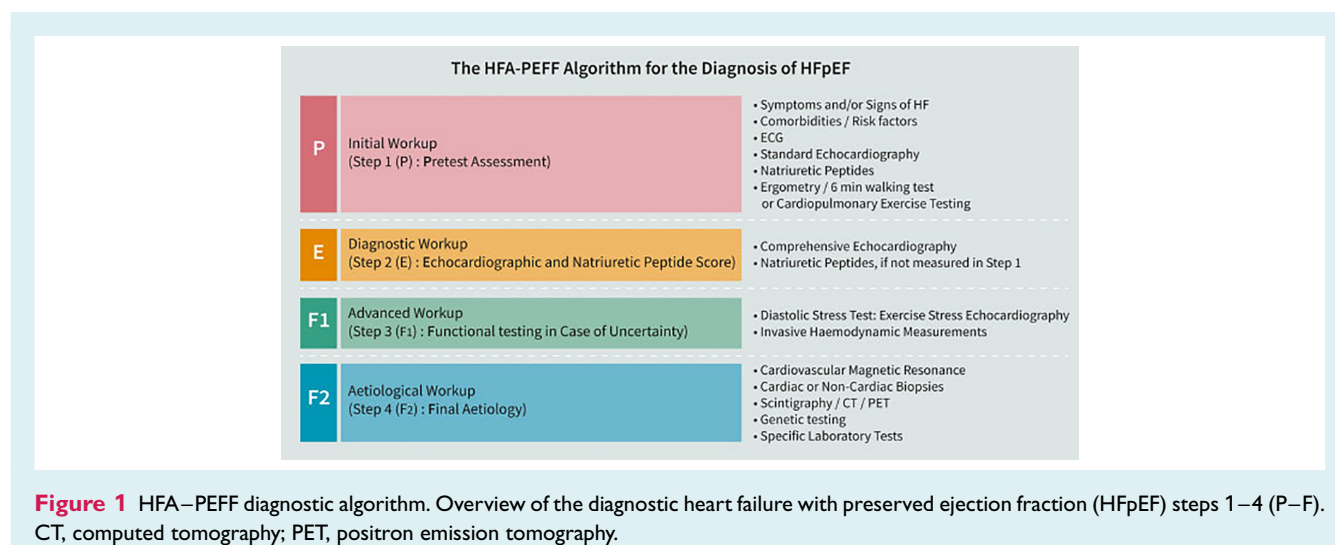 The HFA-PEFF Algorithm for the Diagnosis of HFpEF
P
Initial Workup
(Step 1 (P) : Pretest Assessment)
• Symptoms and/or Signs of HF
• Comorbidities / Risk factors
• ECG
• Standard Echocardiography
• Natriuretic Peptides
• Ergometry / 6 min walking test
or Cardiopulmonary Exercise Testing
E
Diagnostic Workup
(Step 2 (E) : Echocardiographic and Natriuretic Peptide Score)
• Comprehensive Echocardiography
• Natriuretic Peptides, if not measured in Step 1
F1
Advanced Workup
(Step 3 (F1) : Functional testing in Case of Uncertainty)
• Diastolic Stress Test: Exercise Stress Echocardiography
• Invasive Haemodynamic Measurements
F2
Aetiological Workup
(Step 4 (F2) : Final Aetiology)
• Cardiovascular Magnetic Resonance
• Cardiac or Non-Cardiac Biopsies
• Scintigraphy / CT / PET
• Genetic testing
• Specific Laboratory Tests
Figure 1 HFA–PEFF diagnostic algorithm. Overview of the diagnostic heart failure with preserved ejection fraction (HFpEF) steps 1–4 (P–F).
CT, computed tomography; PET, positron emission tomography.